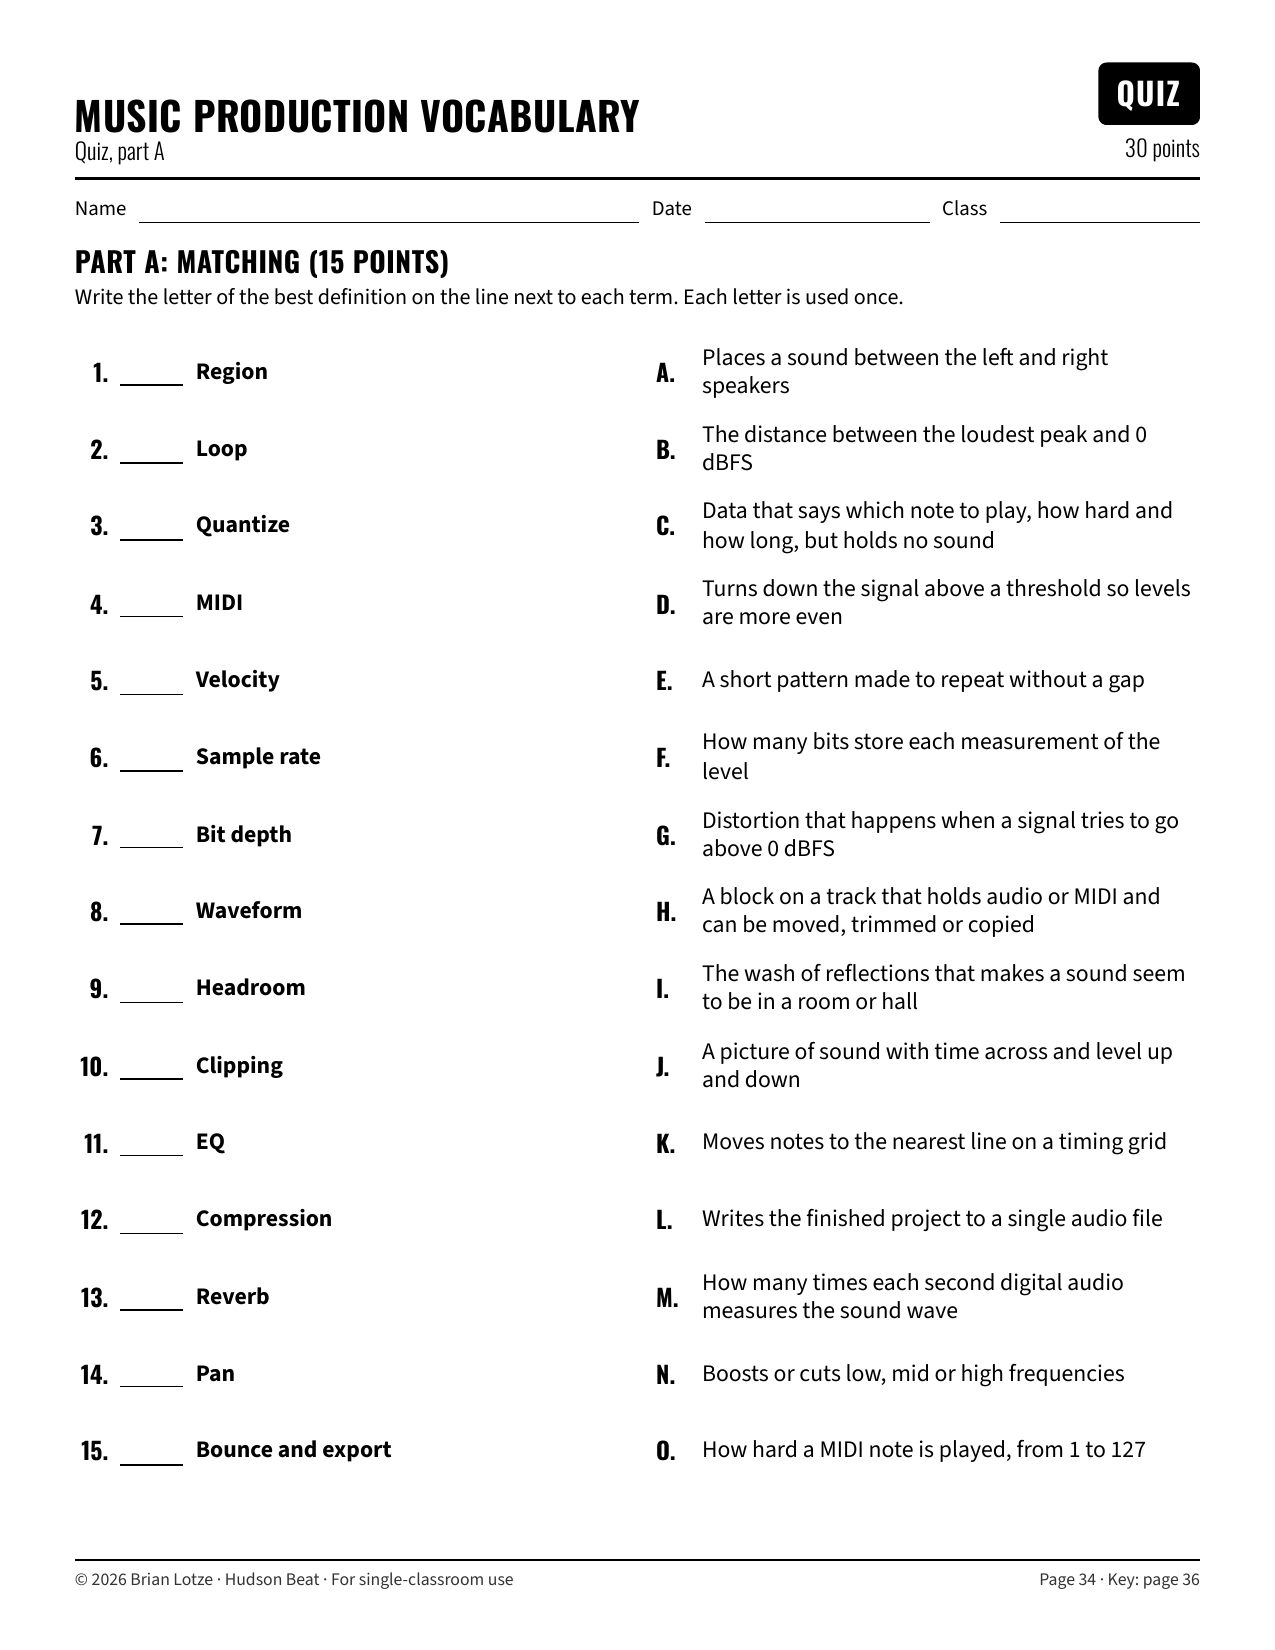 MUSIC PRODUCTION VOCABULARY
QUIZ
Quiz, part A
30 points
Name
Date
Class
PART A: MATCHING (15 POINTS)
Write the letter of the best definition on the line next to each term. Each letter is used once.
1. Region
A. Places a sound between the left and right
speakers
2. Loop
B. The distance between the loudest peak and 0
dBFS
3. Quantize
C. Data that says which note to play, how hard and
how long, but holds no sound
4. MIDI
D. Turns down the signal above a threshold so levels
are more even
5. Velocity
E. A short pattern made to repeat without a gap
6. Sample rate
F. How many bits store each measurement of the
level
7. Bit depth
G. Distortion that happens when a signal tries to go
above 0 dBFS
8. Waveform
H. A block on a track that holds audio or MIDI and
can be moved, trimmed or copied
9. Headroom
I. The wash of reflections that makes a sound seem
to be in a room or hall
10. Clipping
J. A picture of sound with time across and level up
and down
11. EQ
K. Moves notes to the nearest line on a timing grid
12. Compression
L. Writes the finished project to a single audio file
13. Reverb
M. How many times each second digital audio
measures the sound wave
14. Pan
N. Boosts or cuts low, mid or high frequencies
15. Bounce and export
O. How hard a MIDI note is played, from 1 to 127
© 2026 Brian Lotze · Hudson Beat · For single-classroom use
Page 34 · Key: page 36